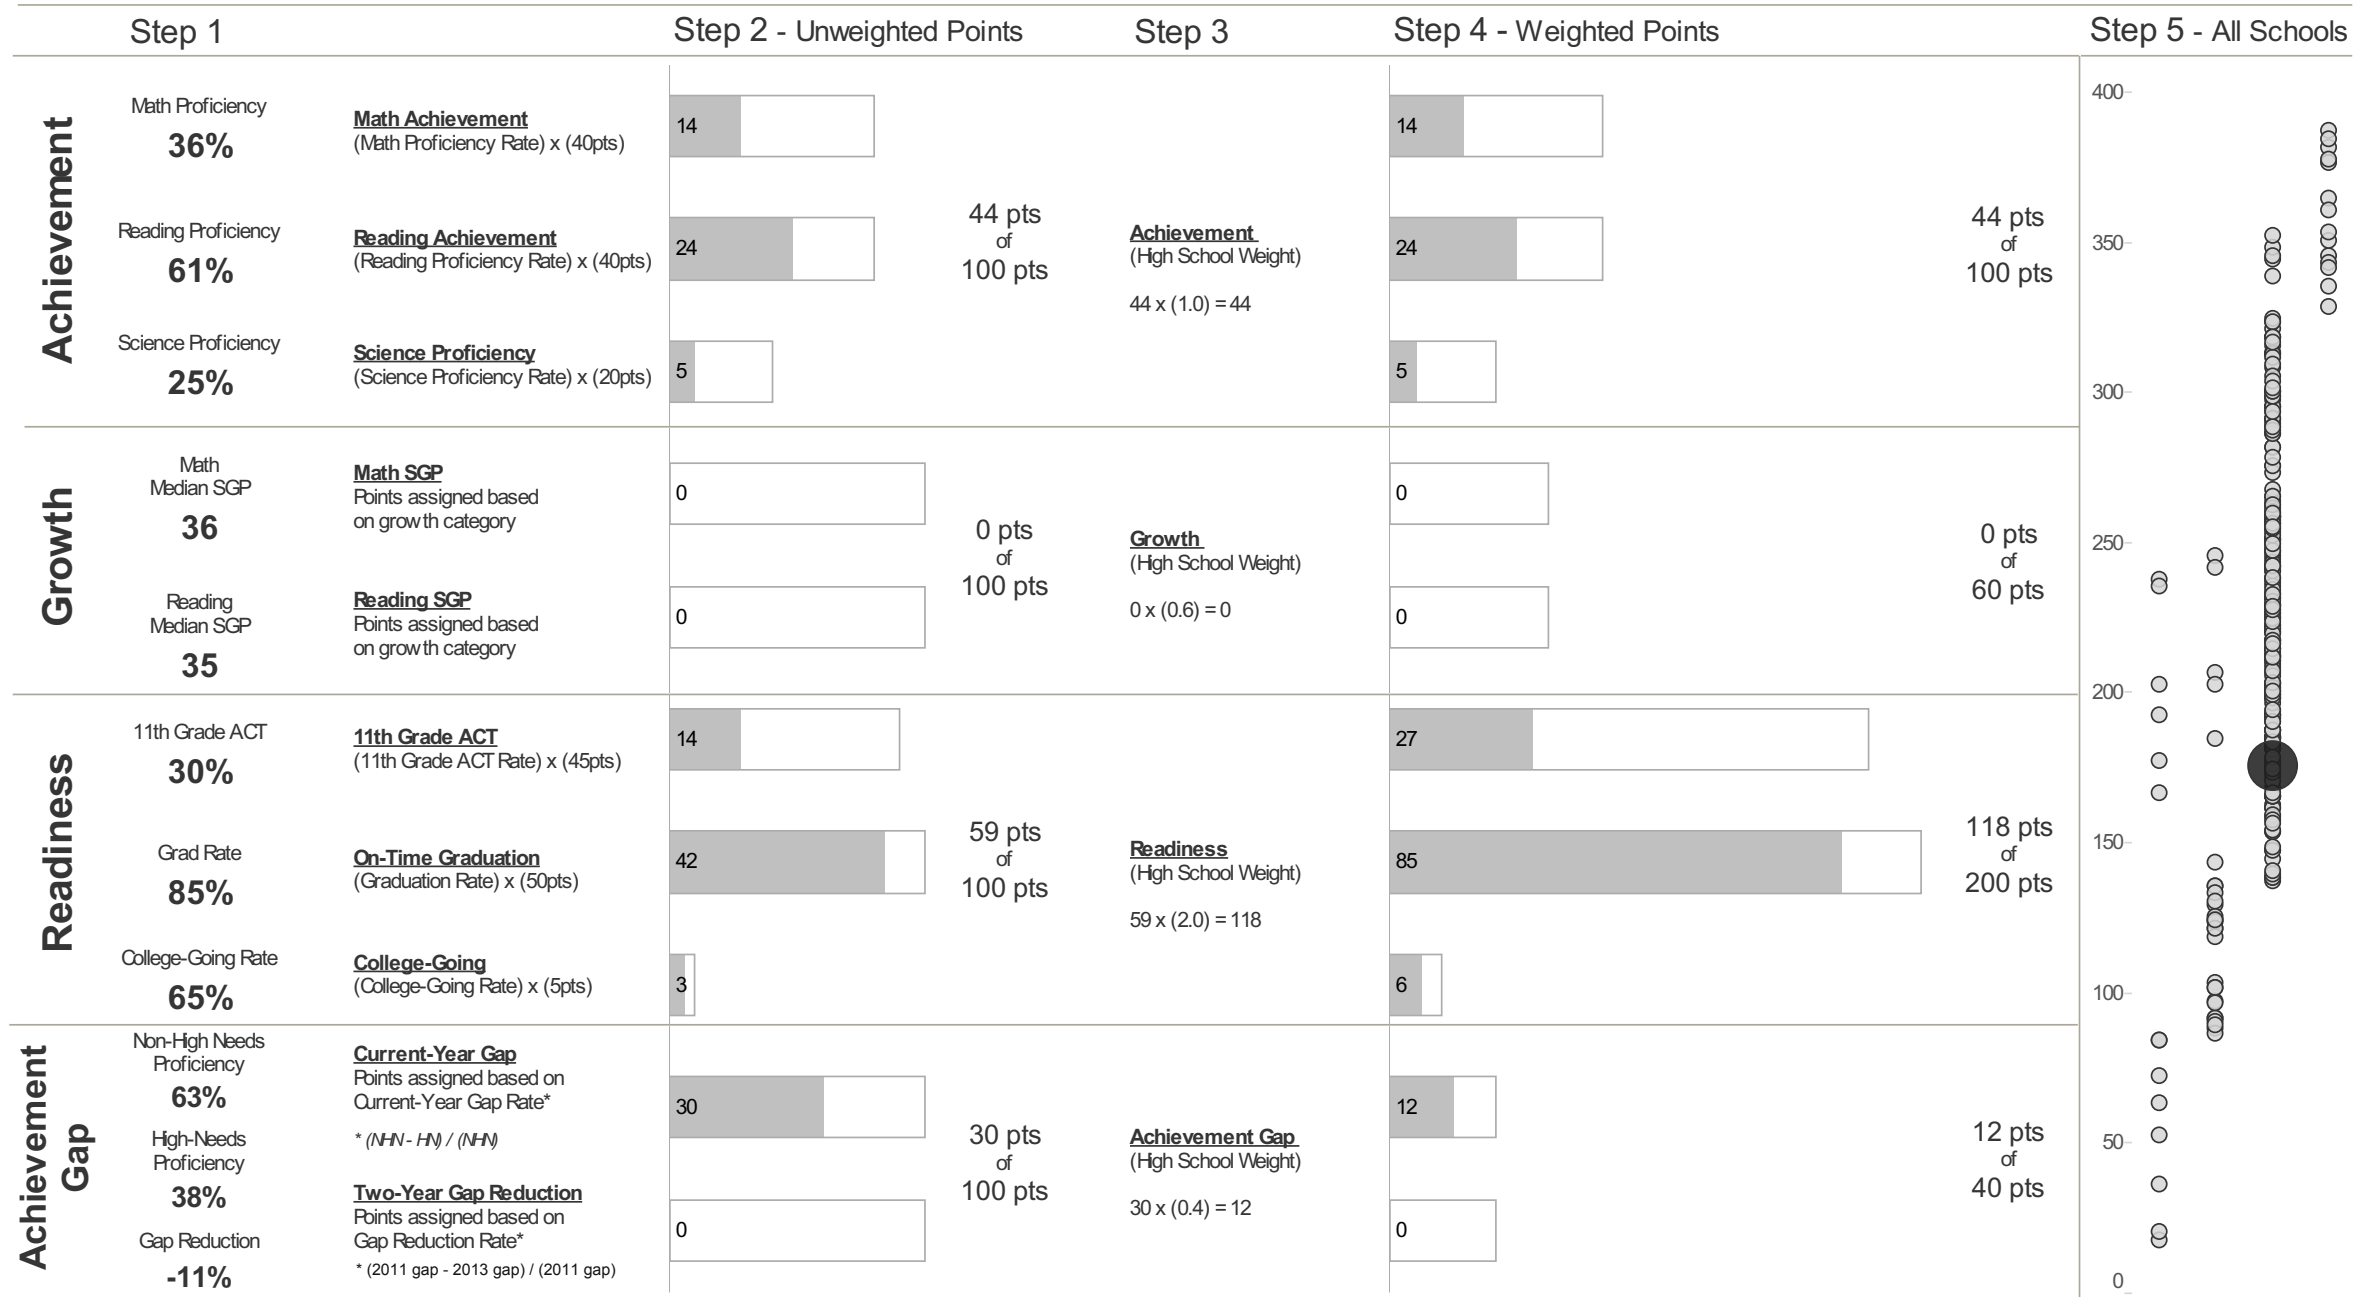 Step 1
Step 2 - Unweighted Points
Step 3
Step 4 - Weighted Points
Step 5 - All Schools
Achievement
Math Proficiency
36%
Math Achievement
(Math Proficiency Rate) x (40pts)
14
14
Reading Proficiency
61%
Reading Achievement
(Reading Proficiency Rate) x (40pts)
24
44 pts
of
100 pts
Achievement
(High School Weight)
44 x (1.0) = 44
24
44 pts
of
100 pts
Science Proficiency
25%
Science Proficiency
(Science Proficiency Rate) x (20pts)
5
5
Growth
Math
Median SGP
36
Math SGP
Points assigned based
on growth category
0
0 pts
of
100 pts
Growth
(High School Weight)
0 x (0.6) = 0
0
0 pts
of
60 pts
Reading
Median SGP
35
Reading SGP
Points assigned based
on growth category
0
0
Readiness
11th Grade ACT
30%
11th Grade ACT
(11th Grade ACT Rate) x (45pts)
14
27
Grad Rate
85%
On-Time Graduation
(Graduation Rate) x (50pts)
42
59 pts
of
100 pts
Readiness
(High School Weight)
59 x (2.0) = 118
85
118 pts
of
200 pts
College-Going Rate
65%
College-Going
(College-Going Rate) x (5pts)
3
6
Achievement
Gap
Non-High Needs
Proficiency
63%
High-Needs
Proficiency
38%
Gap Reduction
-11%
Current-Year Gap
Points assigned based on
Current-Year Gap Rate*
* (NHN - HN) / (NHN)
30
30 pts
of
100 pts
Achievement Gap
(High School Weight)
30 x (0.4) = 12
12
12 pts
of
40 pts
Two-Year Gap Reduction
Points assigned based on
Gap Reduction Rate*
* (2011 gap - 2013 gap) / (2011 gap)
0
0
400
350
300
250
200
150
100
50
0